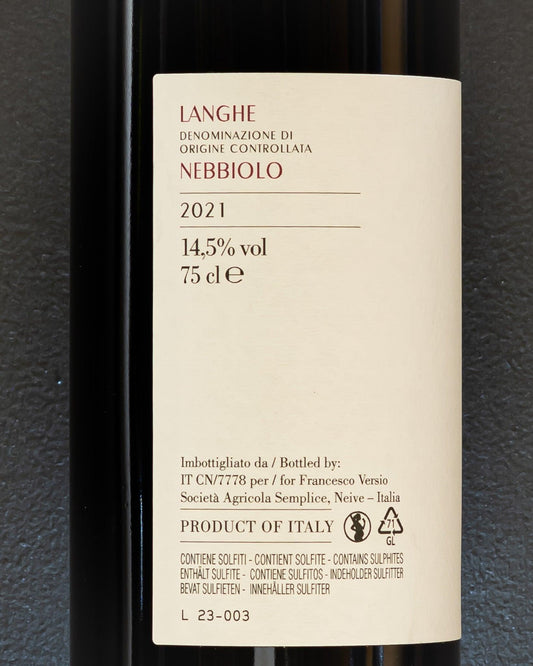 LANGHE
DENOMINAZIONE DI
ORIGINE CONTROLLATA
NEBBIOLO
2021
14,5% vol
75 cl e
Imbottigliato da / Bottled by:
IT CN/7778 per / for Francesco Versio
Società Agricola Semplice, Neive – Italia
PRODUCT OF ITALY
71
GL
CONTIENE SOLFITI - CONTIENT SOLFITE - CONTAINS SULPHITES
ENTHÄLT SULFITE - CONTIENE SULFITOS - INDEHOLDER SULFITTER
BEVAT SULFIETEN - INNEHÅLLER SULFITER
L 23-003